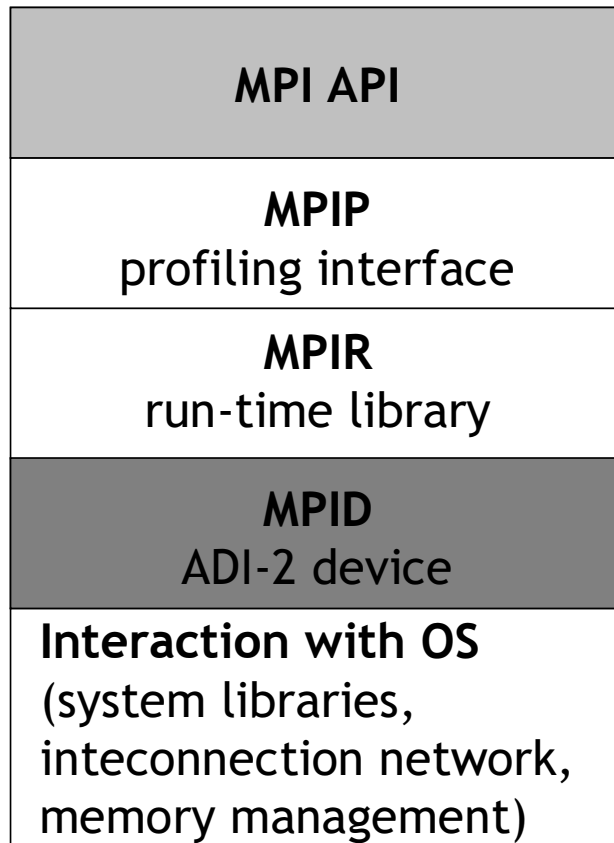 MPI API
MPIP
profiling interface
MPIR
run-time library
MPID
ADI-2 device
Interaction with OS
(system libraries,
inteconnection network,
memory management)